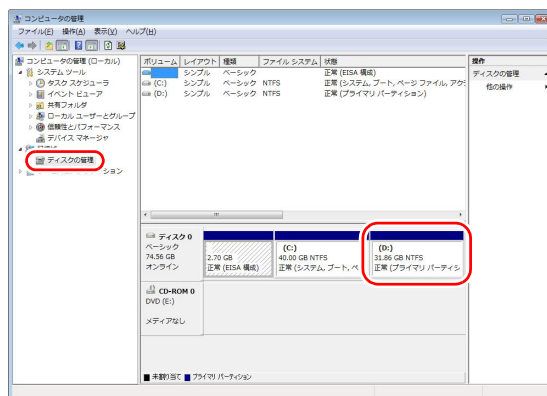 コンピュータの管理
ファイル(F) 操作(A) 表示(V) ヘルプ(H)
コンピュータの管理 (ローカル)
システム ツール
タスク スケジューラ
イベント ビューア
共有フォルダ
ローカル ユーザーとグループ
信頼性とパフォーマンス
デバイス マネージャ
ディスクの管理
ション
ボリューム レイアウト 種類 ファイル システム 状態
シンプル ベーシック 正常 (EISA 構成)
(C:) シンプル ベーシック NTFS 正常 (システム, ブート, ページ ファイル, アクテ
(D:) シンプル ベーシック NTFS 正常 (プライマリ パーティション)
操作
ディスクの管理
他の操作
ディスク 0
ベーシック
74.56 GB
オンライン
2.70 GB
正常 (EISA 構成)
(C:)
40.00 GB NTFS
正常 (システム, ブート, ペ
(D:)
31.86 GB NTFS
正常 (プライマリ パーティシ
CD-ROM 0
DVD (E:)
メディアなし
未割り当て プライマリ パーティション